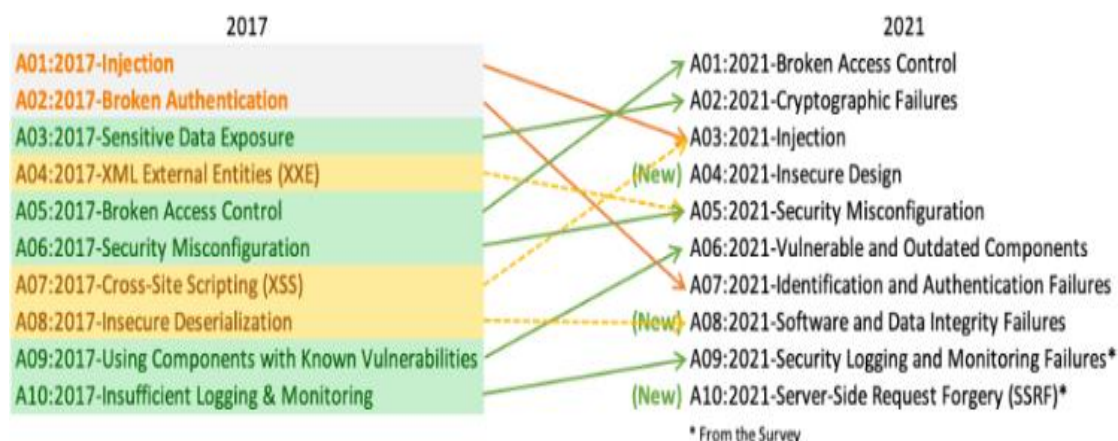 2017
A01:2017-Injection
A02:2017-Broken Authentication
A03:2017-Sensitive Data Exposure
A04:2017-XML External Entities (XXE)
A05:2017-Broken Access Control
A06:2017-Security Misconfiguration
A07:2017-Cross-Site Scripting (XSS)
A08:2017-Insecure Deserialization
A09:2017-Using Components with Known Vulnerabilities
A10:2017-Insufficient Logging & Monitoring
2021
A01:2021-Broken Access Control
A02:2021-Cryptographic Failures
A03:2021-Injection
(New) A04:2021-Insecure Design
A05:2021-Security Misconfiguration
A06:2021-Vulnerable and Outdated Components
A07:2021-Identification and Authentication Failures
(New) A08:2021-Software and Data Integrity Failures
A09:2021-Security Logging and Monitoring Failures*
(New) A10:2021-Server-Side Request Forgery (SSRF)*
* From the Survey